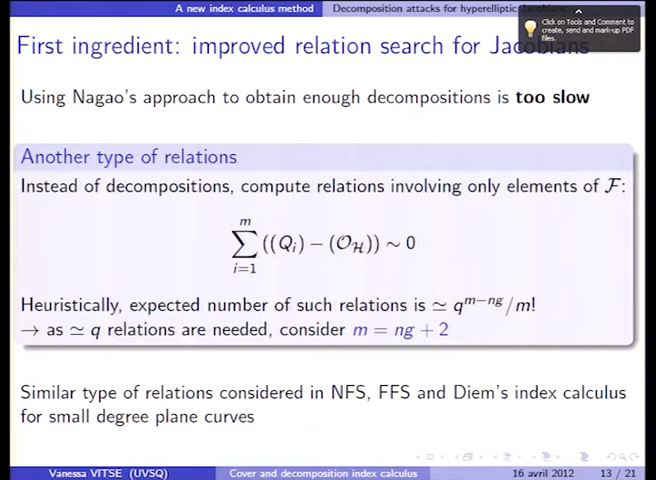 A new index calculus method Decomposition attacks for hyperelliptic
Click on Tools and Comment to
create, send and mark-up PDF
files.
First ingredient: improved relation search for Jacobians
Using Nagao's approach to obtain enough decompositions is too slow
Another type of relations
Instead of decompositions, compute relations involving only elements of 𝓕:
∑_{i=1}^{m} ((Q_i) − (𝒪_𝓗)) ∼ 0
Heuristically, expected number of such relations is ≃ q^{m−ng}/m!
→ as ≃ q relations are needed, consider m = ng + 2
Similar type of relations considered in NFS, FFS and Diem's index calculus
for small degree plane curves
Vanessa VITSE (UVSQ) Cover and decomposition index calculus 16 avril 2012 13 / 21